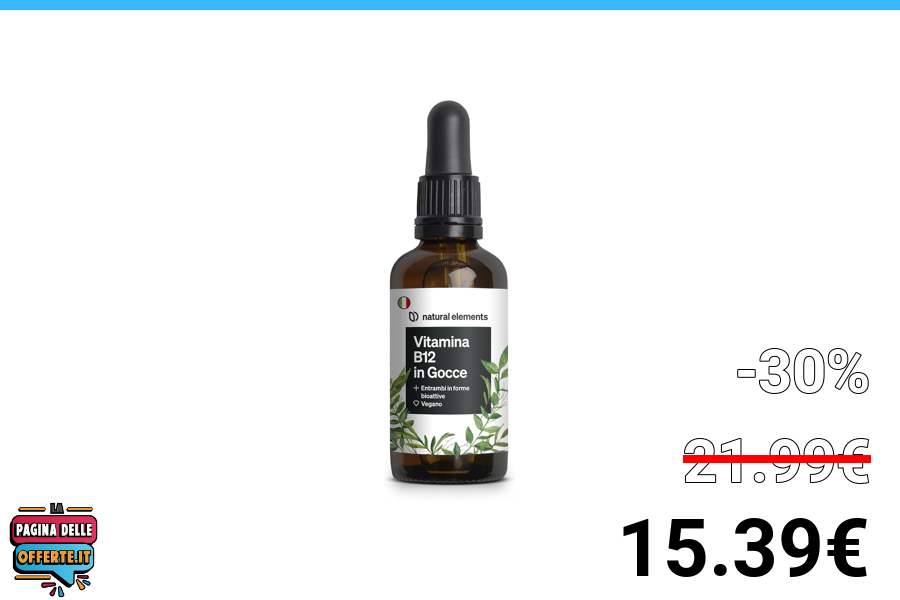 natural elements
Vitamina
B12
in Gocce
Entrambi in forme
bioattive
Vegano
-30%
21.99€
15.39€
LA
PAGINA DELLE
OFFERTE.IT